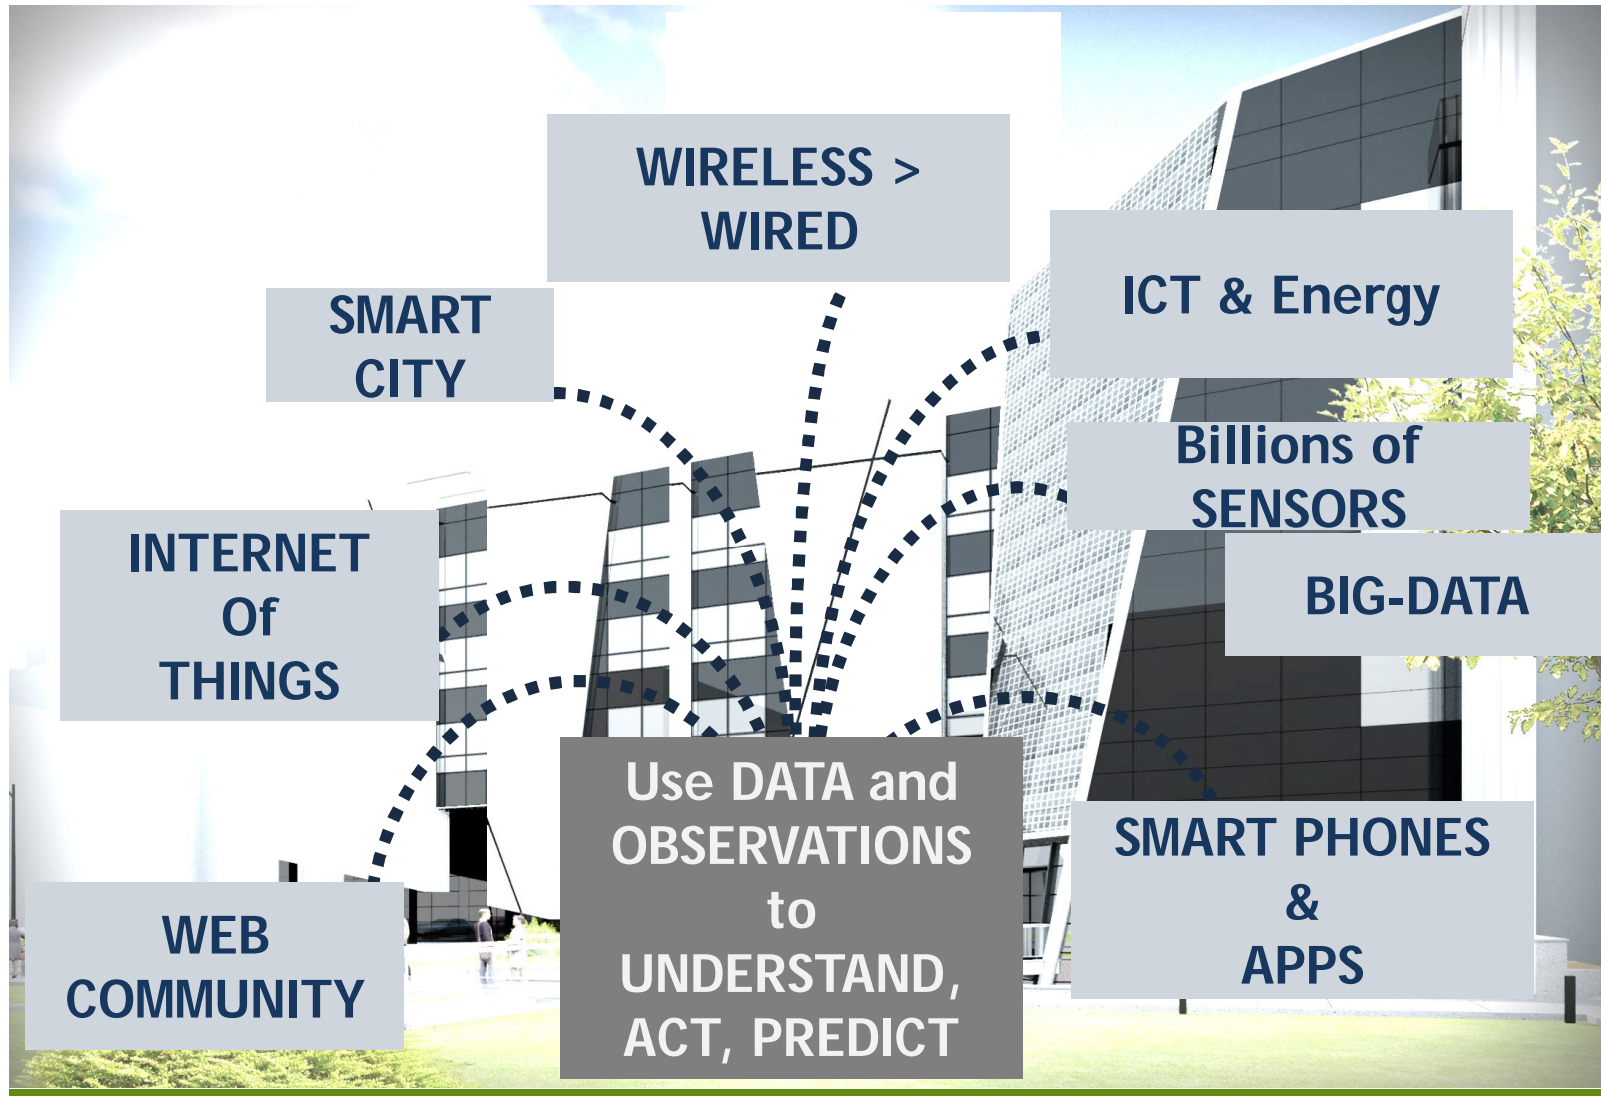 WIRELESS >
WIRED
ICT & Energy
SMART
CITY
Billions of
SENSORS
INTERNET
Of
THINGS
BIG-DATA
Use DATA and
OBSERVATIONS
to
UNDERSTAND,
ACT, PREDICT
SMART PHONES
&
APPS
WEB
COMMUNITY